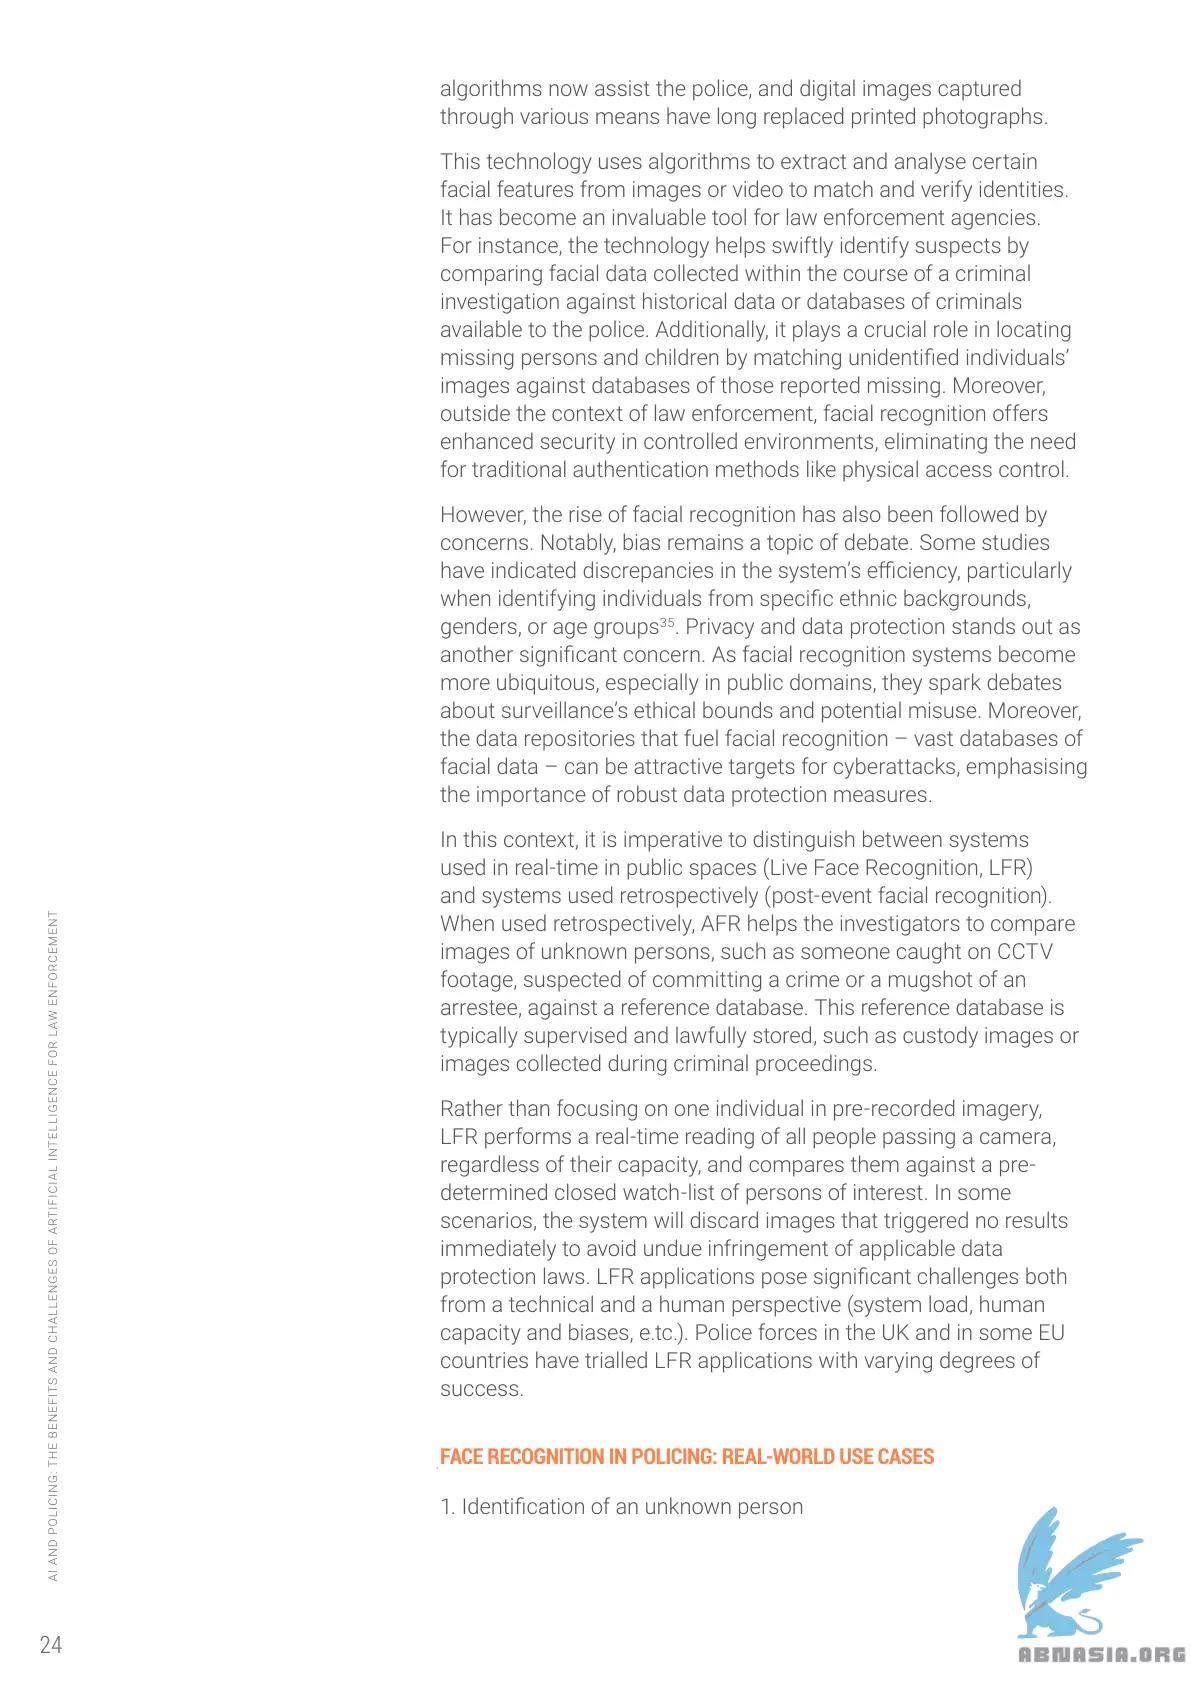 algorithms now assist the police, and digital images captured
through various means have long replaced printed photographs.
This technology uses algorithms to extract and analyse certain
facial features from images or video to match and verify identities.
It has become an invaluable tool for law enforcement agencies.
For instance, the technology helps swiftly identify suspects by
comparing facial data collected within the course of a criminal
investigation against historical data or databases of criminals
available to the police. Additionally, it plays a crucial role in locating
missing persons and children by matching unidentified individuals’
images against databases of those reported missing. Moreover,
outside the context of law enforcement, facial recognition offers
enhanced security in controlled environments, eliminating the need
for traditional authentication methods like physical access control.
However, the rise of facial recognition has also been followed by
concerns. Notably, bias remains a topic of debate. Some studies
have indicated discrepancies in the system’s efficiency, particularly
when identifying individuals from specific ethnic backgrounds,
genders, or age groups³⁵. Privacy and data protection stands out as
another significant concern. As facial recognition systems become
more ubiquitous, especially in public domains, they spark debates
about surveillance’s ethical bounds and potential misuse. Moreover,
the data repositories that fuel facial recognition – vast databases of
facial data – can be attractive targets for cyberattacks, emphasising
the importance of robust data protection measures.
In this context, it is imperative to distinguish between systems
used in real-time in public spaces (Live Face Recognition, LFR)
and systems used retrospectively (post-event facial recognition).
When used retrospectively, AFR helps the investigators to compare
images of unknown persons, such as someone caught on CCTV
footage, suspected of committing a crime or a mugshot of an
arrestee, against a reference database. This reference database is
typically supervised and lawfully stored, such as custody images or
images collected during criminal proceedings.
Rather than focusing on one individual in pre-recorded imagery,
LFR performs a real-time reading of all people passing a camera,
regardless of their capacity, and compares them against a pre-
determined closed watch-list of persons of interest. In some
scenarios, the system will discard images that triggered no results
immediately to avoid undue infringement of applicable data
protection laws. LFR applications pose significant challenges both
from a technical and a human perspective (system load, human
capacity and biases, e.tc.). Police forces in the UK and in some EU
countries have trialled LFR applications with varying degrees of
success.
FACE RECOGNITION IN POLICING: REAL-WORLD USE CASES
1. Identification of an unknown person
AI AND POLICING: THE BENEFITS AND CHALLENGES OF ARTIFICIAL INTELLIGENCE FOR LAW ENFORCEMENT
24
ABNASIA.ORG